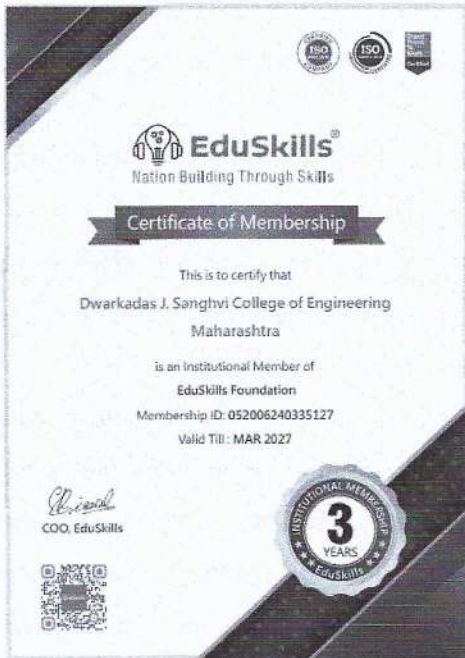 ISO
ISO
EduSkills®
Nation Building Through Skills
Certificate of Membership
This is to certify that
Dwarkadas J. Sanghvi College of Engineering
Maharashtra
is an Institutional Member of
EduSkills Foundation
Membership ID: 052006240335127
Valid Till : MAR 2027
COO, EduSkills
INSTITUTIONAL MEMBERSHIP
3
YEARS
EduSkills